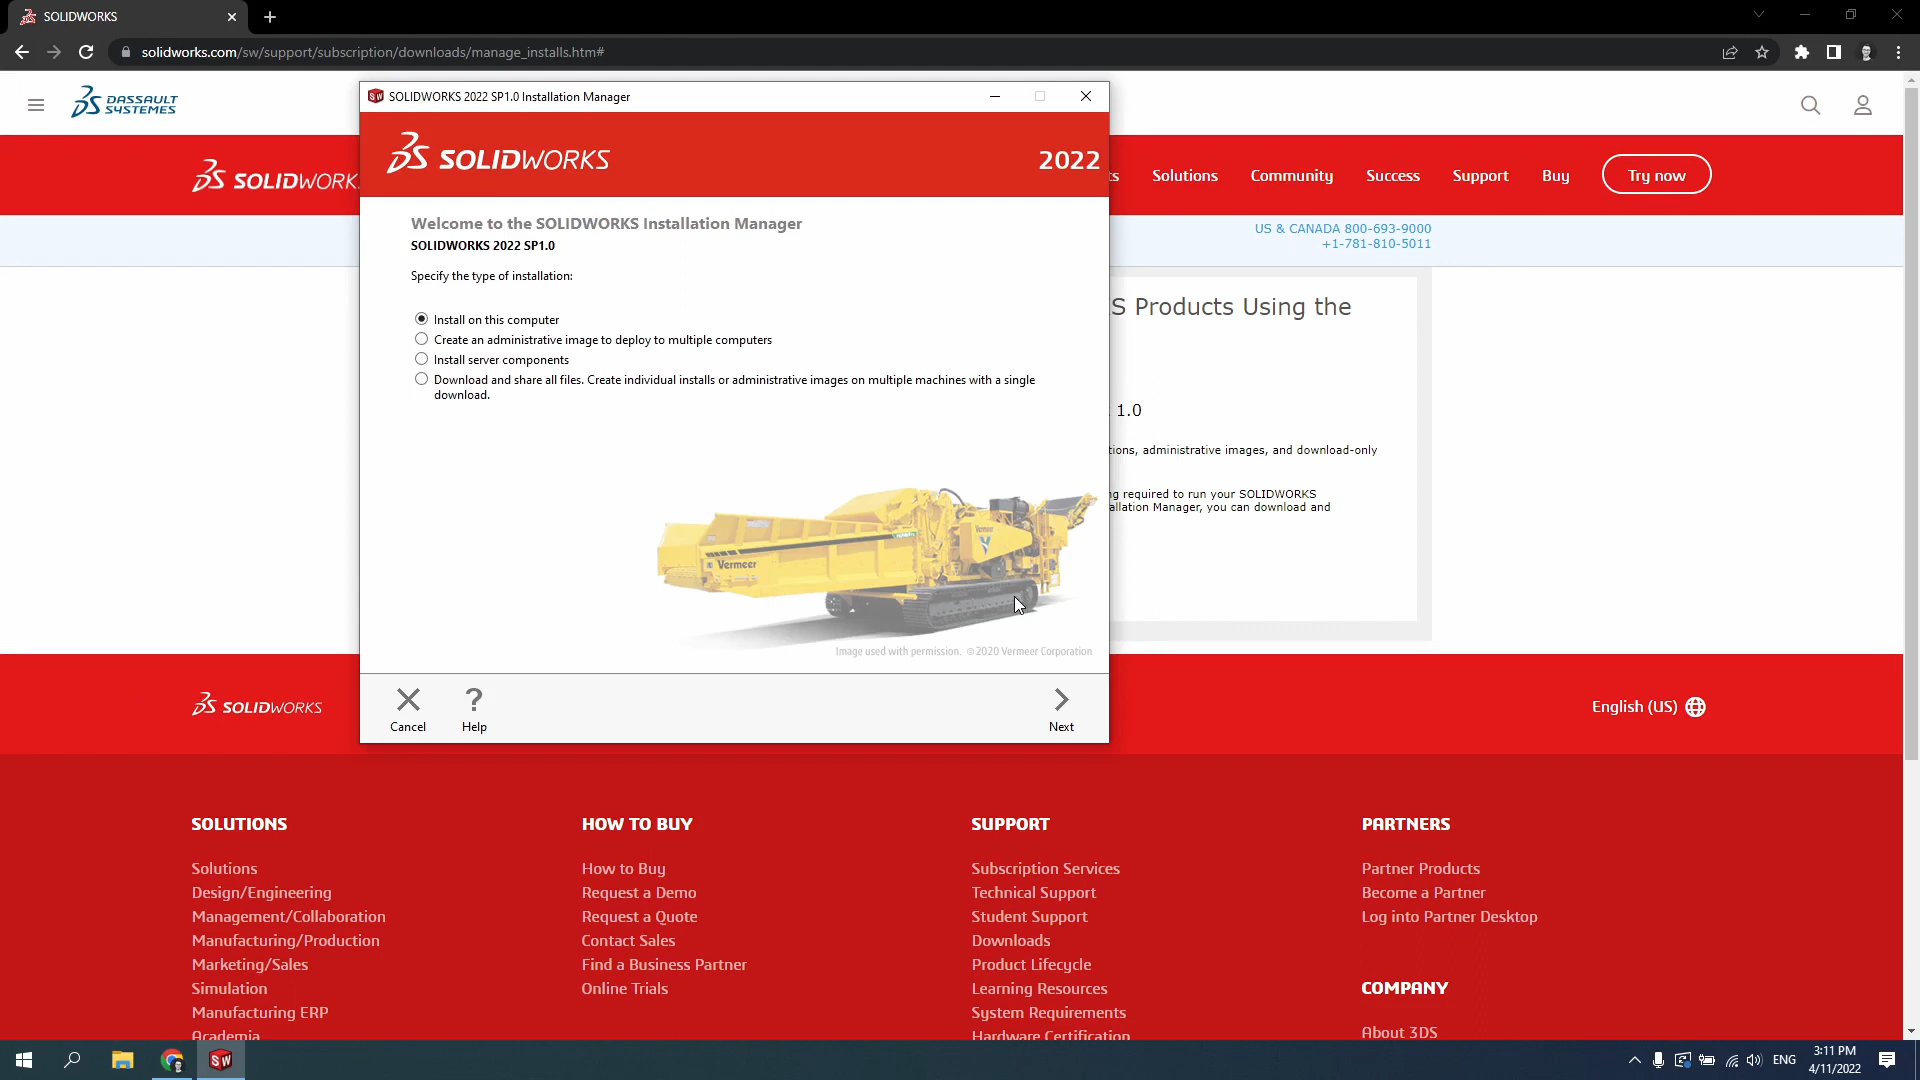 SOLIDWORKS
solidworks.com/sw/support/subscription/downloads/manage_installs.htm#
DASSAULT
SYSTEMES
SOLIDWORKS 2022 SP1.0 Installation Manager
SOLIDWORKS
2022
SOLIDWORK
ts
Solutions
Community
Success
Support
Buy
Try now
US & CANADA 800-693-9000
+1-781-810-5011
Welcome to the SOLIDWORKS Installation Manager
SOLIDWORKS 2022 SP1.0
Specify the type of installation:
Install on this computer
Create an administrative image to deploy to multiple computers
Install server components
Download and share all files. Create individual installs or administrative images on multiple machines with a single
download.
S Products Using the
1.0
tions, administrative images, and download-only
ng required to run your SOLIDWORKS
allation Manager, you can download and
Vermeer
Vermeer
Image used with permission. ©2020 Vermeer Corporation
Cancel
Help
Next
SOLIDWORKS
English (US)
SOLUTIONS
Solutions
Design/Engineering
Management/Collaboration
Manufacturing/Production
Marketing/Sales
Simulation
Manufacturing ERP
Academia
HOW TO BUY
How to Buy
Request a Demo
Request a Quote
Contact Sales
Find a Business Partner
Online Trials
SUPPORT
Subscription Services
Technical Support
Student Support
Downloads
Product Lifecycle
Learning Resources
System Requirements
Hardware Certification
PARTNERS
Partner Products
Become a Partner
Log into Partner Desktop
COMPANY
About 3DS
SW
ENG
3:11 PM
4/11/2022